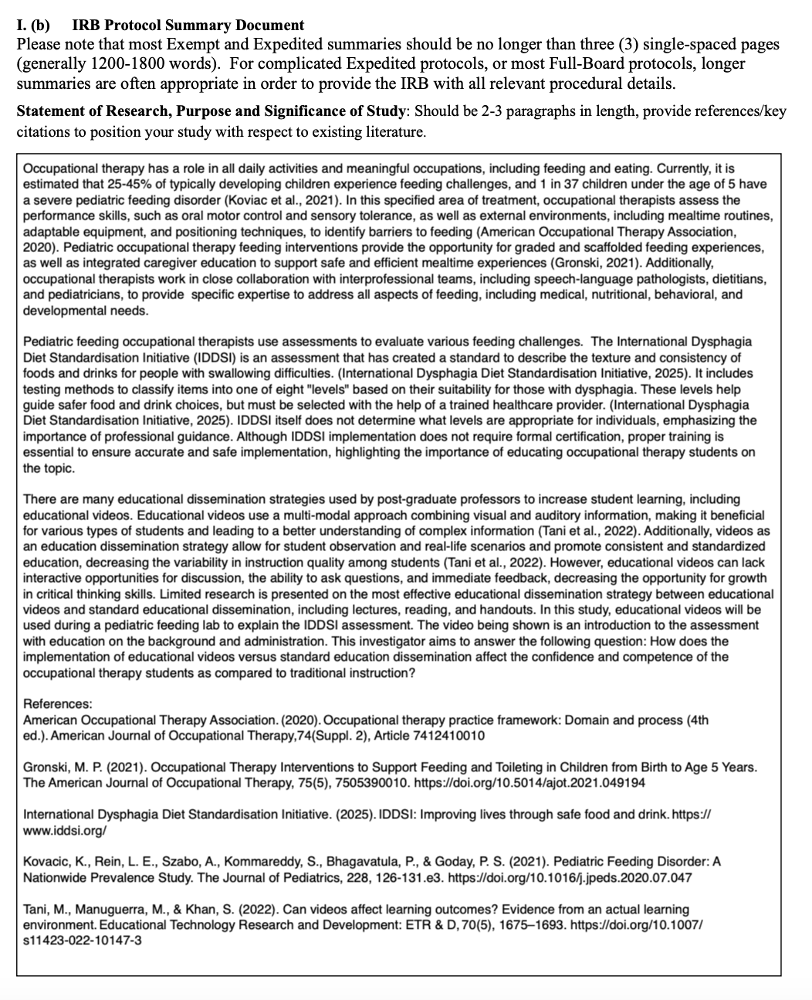 I. (b) IRB Protocol Summary Document
Please note that most Exempt and Expedited summaries should be no longer than three (3) single-spaced pages
(generally 1200-1800 words). For complicated Expedited protocols, or most Full-Board protocols, longer
summaries are often appropriate in order to provide the IRB with all relevant procedural details.
Statement of Research, Purpose and Significance of Study: Should be 2-3 paragraphs in length, provide references/key
citations to position your study with respect to existing literature.
Occupational therapy has a role in all daily activities and meaningful occupations, including feeding and eating. Currently, it is
estimated that 25-45% of typically developing children experience feeding challenges, and 1 in 37 children under the age of 5 have
a severe pediatric feeding disorder (Koviac et al., 2021). In this specified area of treatment, occupational therapists assess the
performance skills, such as oral motor control and sensory tolerance, as well as external environments, including mealtime routines,
adaptable equipment, and positioning techniques, to identify barriers to feeding (American Occupational Therapy Association,
2020). Pediatric occupational therapy feeding interventions provide the opportunity for graded and scaffolded feeding experiences,
as well as integrated caregiver education to support safe and efficient mealtime experiences (Gronski, 2021). Additionally,
occupational therapists work in close collaboration with interprofessional teams, including speech-language pathologists, dietitians,
and pediatricians, to provide  specific expertise to address all aspects of feeding, including medical, nutritional, behavioral, and
developmental needs.
Pediatric feeding occupational therapists use assessments to evaluate various feeding challenges.  The International Dysphagia
Diet Standardisation Initiative (IDDSI) is an assessment that has created a standard to describe the texture and consistency of
foods and drinks for people with swallowing difficulties. (International Dysphagia Diet Standardisation Initiative, 2025). It includes
testing methods to classify items into one of eight "levels" based on their suitability for those with dysphagia. These levels help
guide safer food and drink choices, but must be selected with the help of a trained healthcare provider. (International Dysphagia
Diet Standardisation Initiative, 2025). IDDSI itself does not determine what levels are appropriate for individuals, emphasizing the
importance of professional guidance. Although IDDSI implementation does not require formal certification, proper training is
essential to ensure accurate and safe implementation, highlighting the importance of educating occupational therapy students on
the topic.
There are many educational dissemination strategies used by post-graduate professors to increase student learning, including
educational videos. Educational videos use a multi-modal approach combining visual and auditory information, making it beneficial
for various types of students and leading to a better understanding of complex information (Tani et al., 2022). Additionally, videos as
an education dissemination strategy allow for student observation and real-life scenarios and promote consistent and standardized
education, decreasing the variability in instruction quality among students (Tani et al., 2022). However, educational videos can lack
interactive opportunities for discussion, the ability to ask questions, and immediate feedback, decreasing the opportunity for growth
in critical thinking skills. Limited research is presented on the most effective educational dissemination strategy between educational
videos and standard educational dissemination, including lectures, reading, and handouts. In this study, educational videos will be
used during a pediatric feeding lab to explain the IDDSI assessment. The video being shown is an introduction to the assessment
with education on the background and administration. This investigator aims to answer the following question: How does the
implementation of educational videos versus standard education dissemination affect the confidence and competence of the
occupational therapy students as compared to traditional instruction?
References:
American Occupational Therapy Association. (2020). Occupational therapy practice framework: Domain and process (4th
ed.). American Journal of Occupational Therapy,74(Suppl. 2), Article 7412410010
Gronski, M. P. (2021). Occupational Therapy Interventions to Support Feeding and Toileting in Children from Birth to Age 5 Years.
The American Journal of Occupational Therapy, 75(5), 7505390010. https://doi.org/10.5014/ajot.2021.049194
International Dysphagia Diet Standardisation Initiative. (2025). IDDSI: Improving lives through safe food and drink. https://
www.iddsi.org/
Kovacic, K., Rein, L. E., Szabo, A., Kommareddy, S., Bhagavatula, P., & Goday, P. S. (2021). Pediatric Feeding Disorder: A
Nationwide Prevalence Study. The Journal of Pediatrics, 228, 126-131.e3. https://doi.org/10.1016/j.jpeds.2020.07.047
Tani, M., Manuguerra, M., & Khan, S. (2022). Can videos affect learning outcomes? Evidence from an actual learning
environment. Educational Technology Research and Development: ETR & D, 70(5), 1675–1693. https://doi.org/10.1007/
s11423-022-10147-3